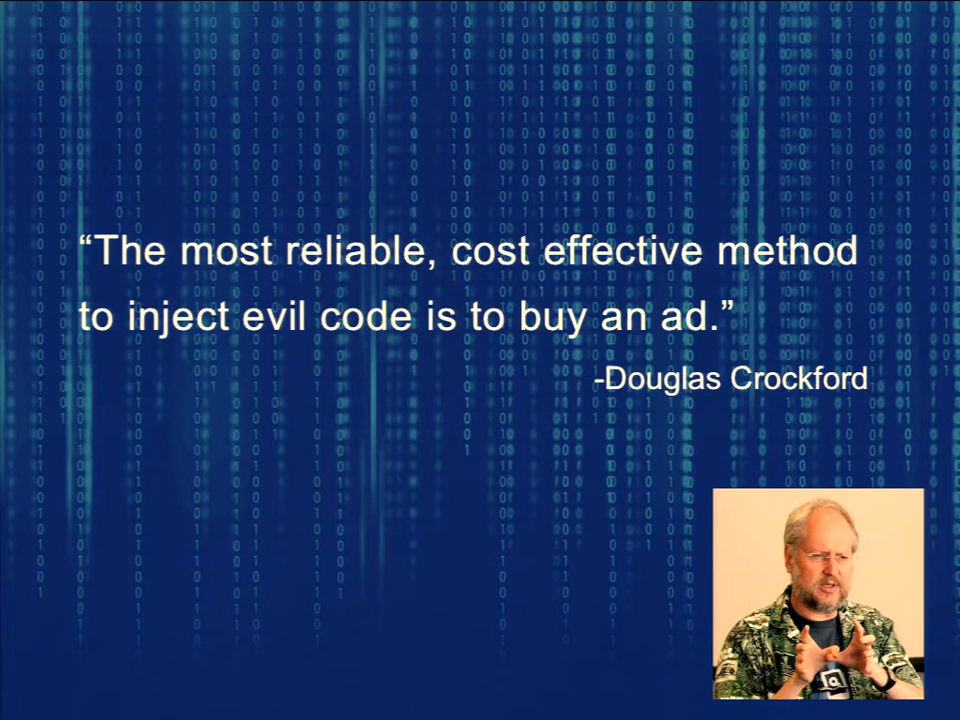 “The most reliable, cost effective method
to inject evil code is to buy an ad.”
-Douglas Crockford